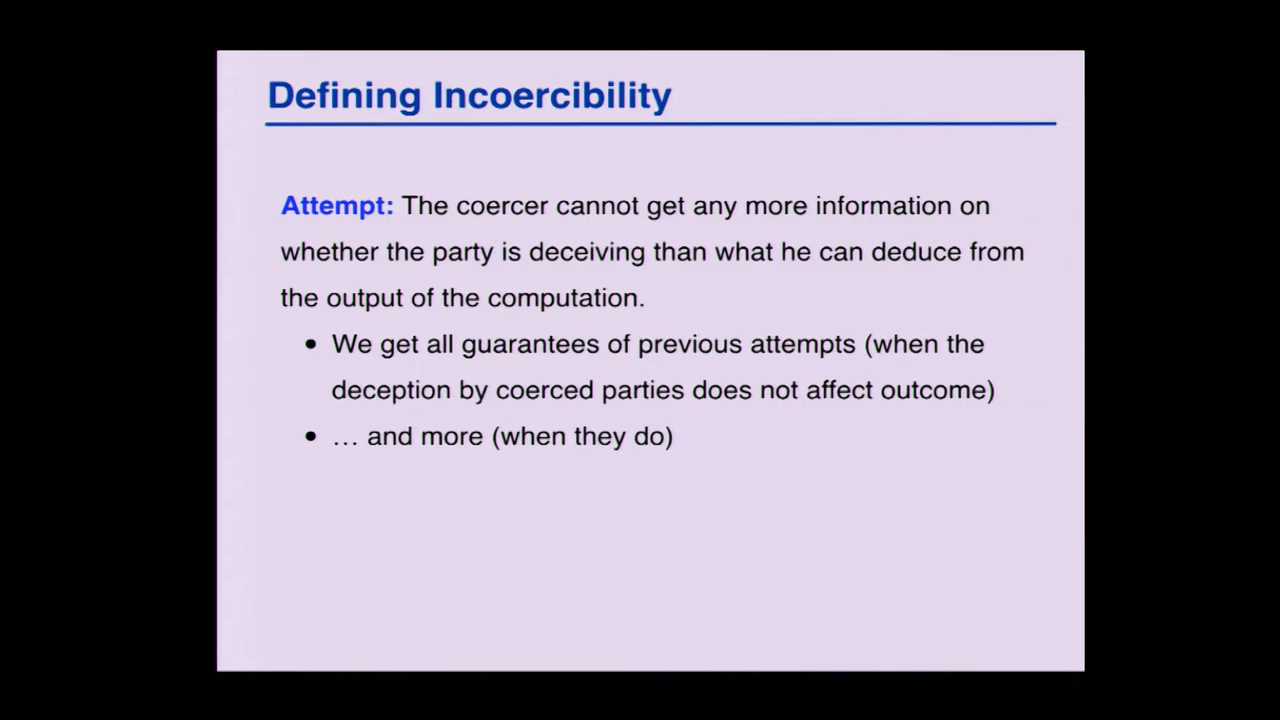 Defining Incoercibility
Attempt: The coercer cannot get any more information on
whether the party is deceiving than what he can deduce from
the output of the computation.
• We get all guarantees of previous attempts (when the
deception by coerced parties does not affect outcome)
• … and more (when they do)